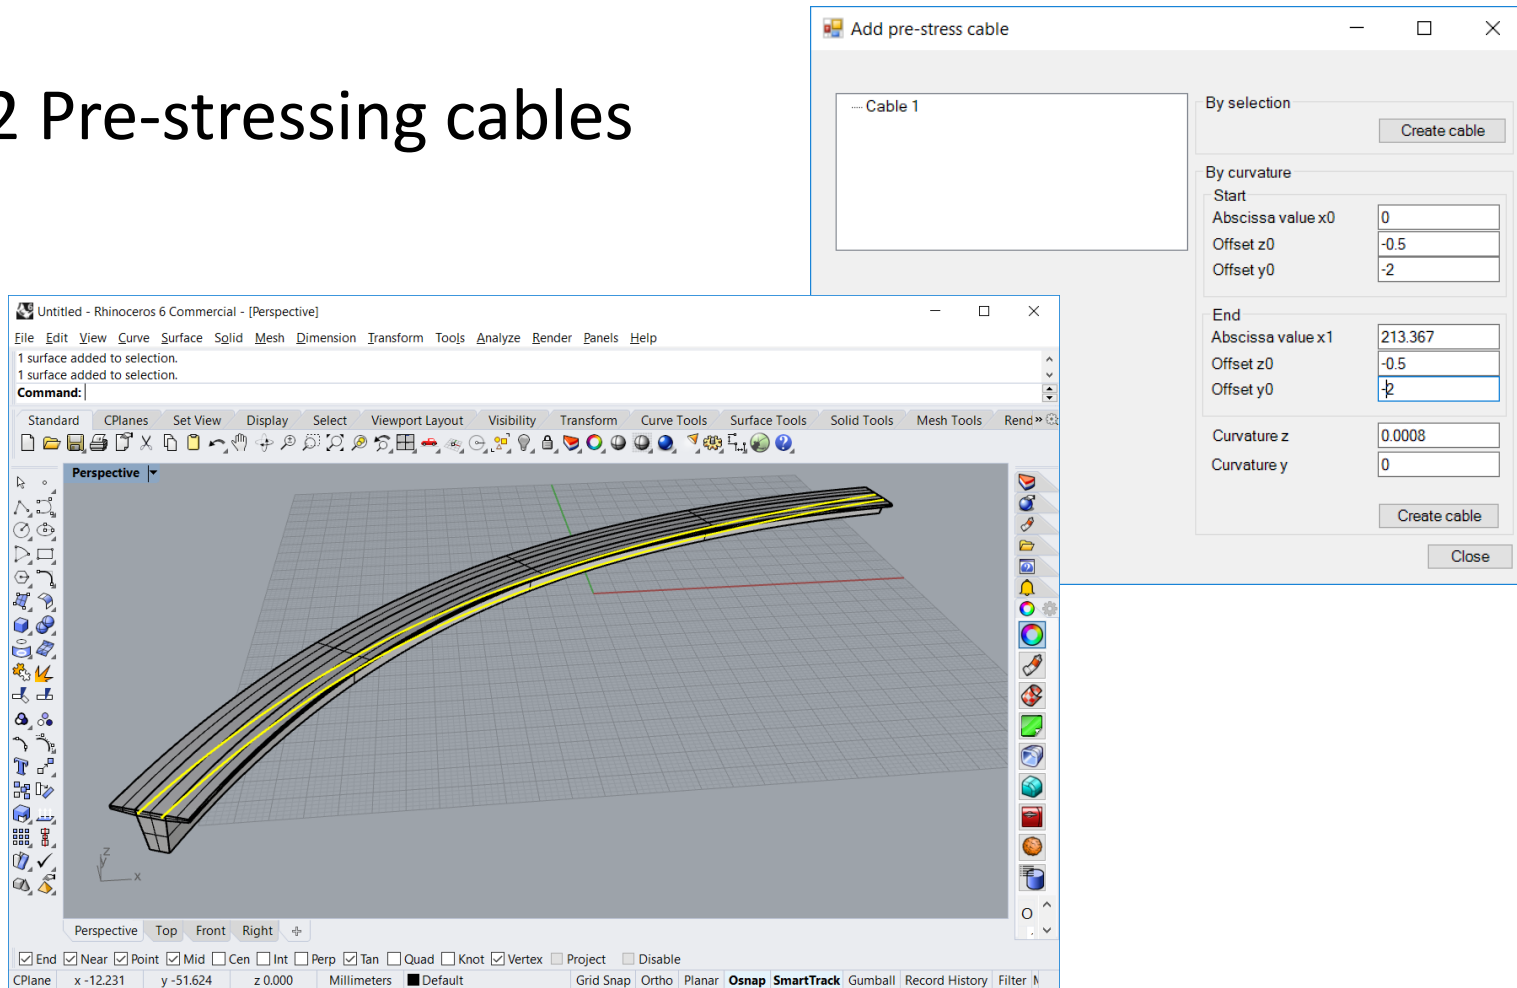 2 Pre-stressing cables
Add pre-stress cable
Cable 1
By selection
Create cable
By curvature
Start
Abscissa value x0
0
Offset z0
-0.5
Offset y0
-2
End
Abscissa value x1
213.367
Offset z0
-0.5
Offset y0
-2
Curvature z
0.0008
Curvature y
0
Create cable
Close
Untitled - Rhinoceros 6 Commercial - [Perspective]
File Edit View Curve Surface Solid Mesh Dimension Transform Tools Analyze Render Panels Help
1 surface added to selection.
1 surface added to selection.
Command:
Standard CPlanes Set View Display Select Viewport Layout Visibility Transform Curve Tools Surface Tools Solid Tools Mesh Tools Rend »
Perspective
z
y
x
Perspective Top Front Right
End Near Point Mid Cen Int Perp Tan Quad Knot Vertex Project Disable
CPlane x -12.231 y -51.624 z 0.000 Millimeters Default Grid Snap Ortho Planar Osnap SmartTrack Gumball Record History Filter